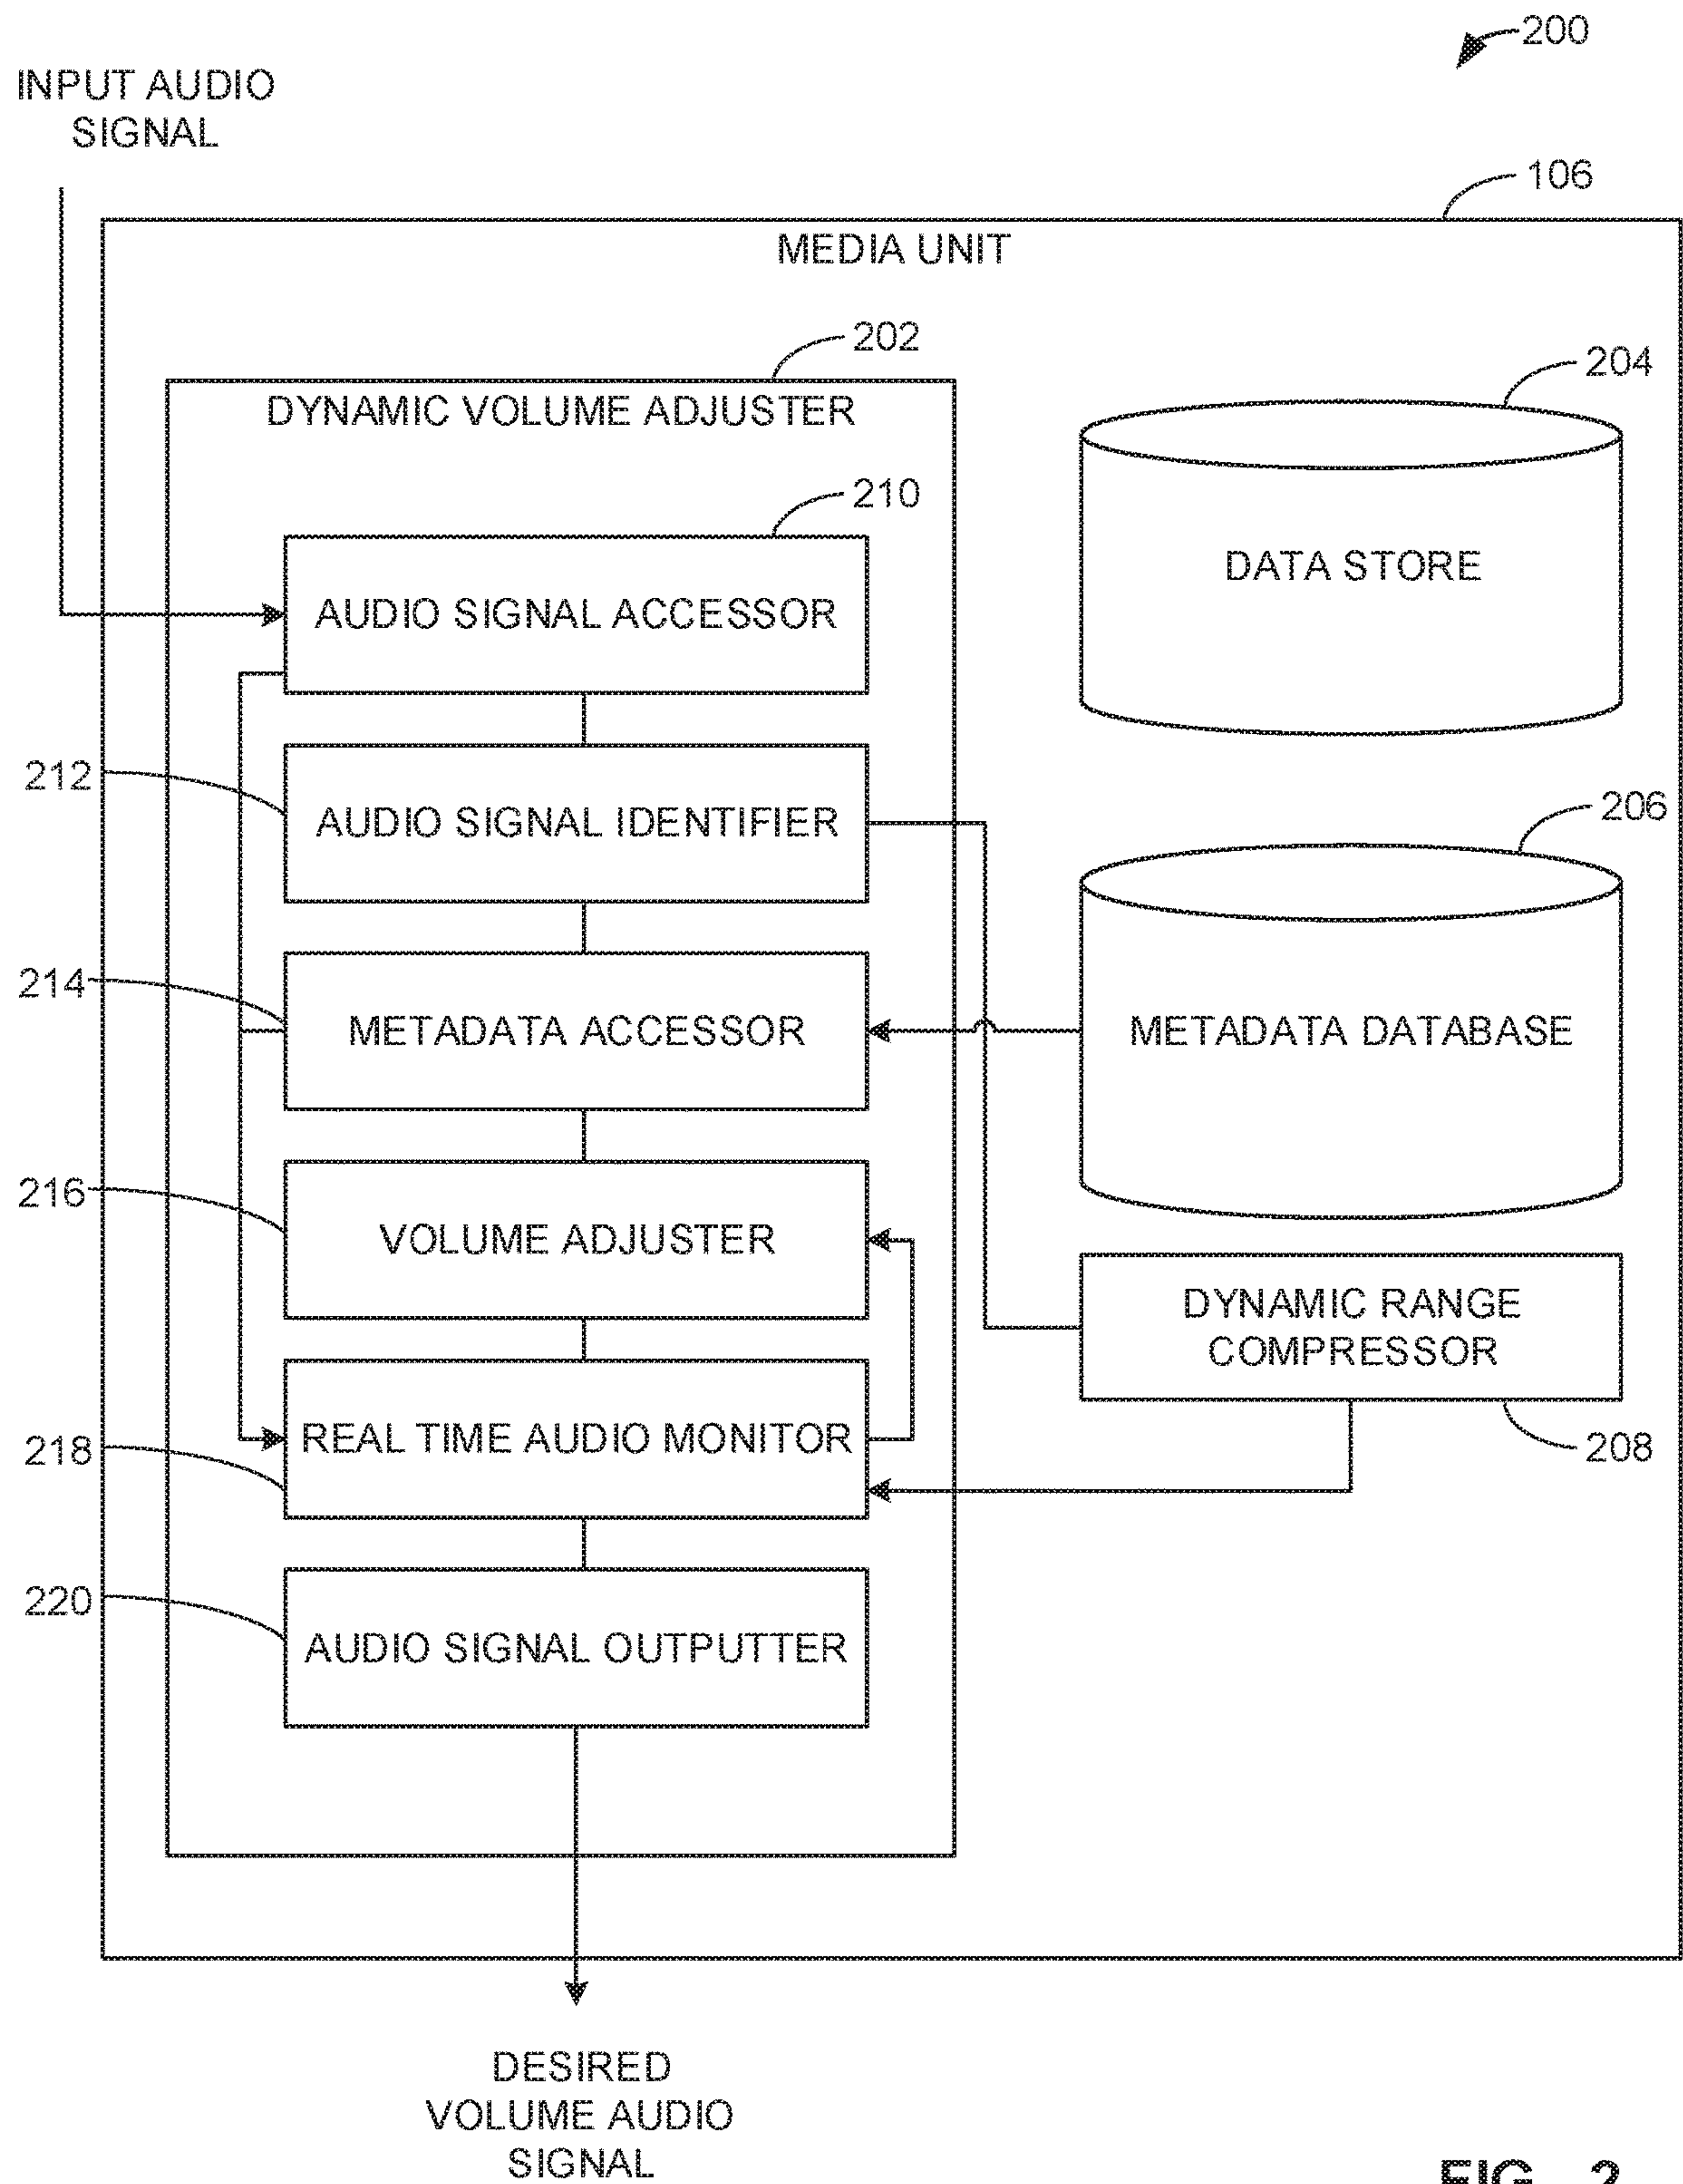 200
INPUT AUDIO
SIGNAL
106
MEDIA UNIT
202
DYNAMIC VOLUME ADJUSTER
204
DATA STORE
210
AUDIO SIGNAL ACCESSOR
212
AUDIO SIGNAL IDENTIFIER
206
METADATA DATABASE
214
METADATA ACCESSOR
216
VOLUME ADJUSTER
DYNAMIC RANGE
COMPRESSOR
208
218
REAL TIME AUDIO MONITOR
220
AUDIO SIGNAL OUTPUTTER
DESIRED
VOLUME AUDIO
SIGNAL
FIG. 2